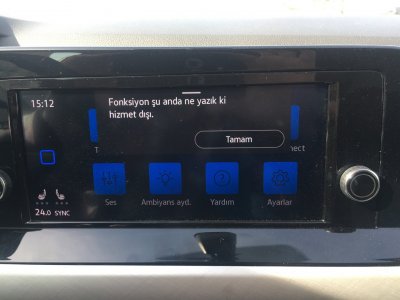 15:12
Fonksiyon şu anda ne yazık ki
hizmet dışı.
Tamam
T
nect
Ses
Ambiyans ayd.
Yardım
Ayarlar
24.0 SYNC